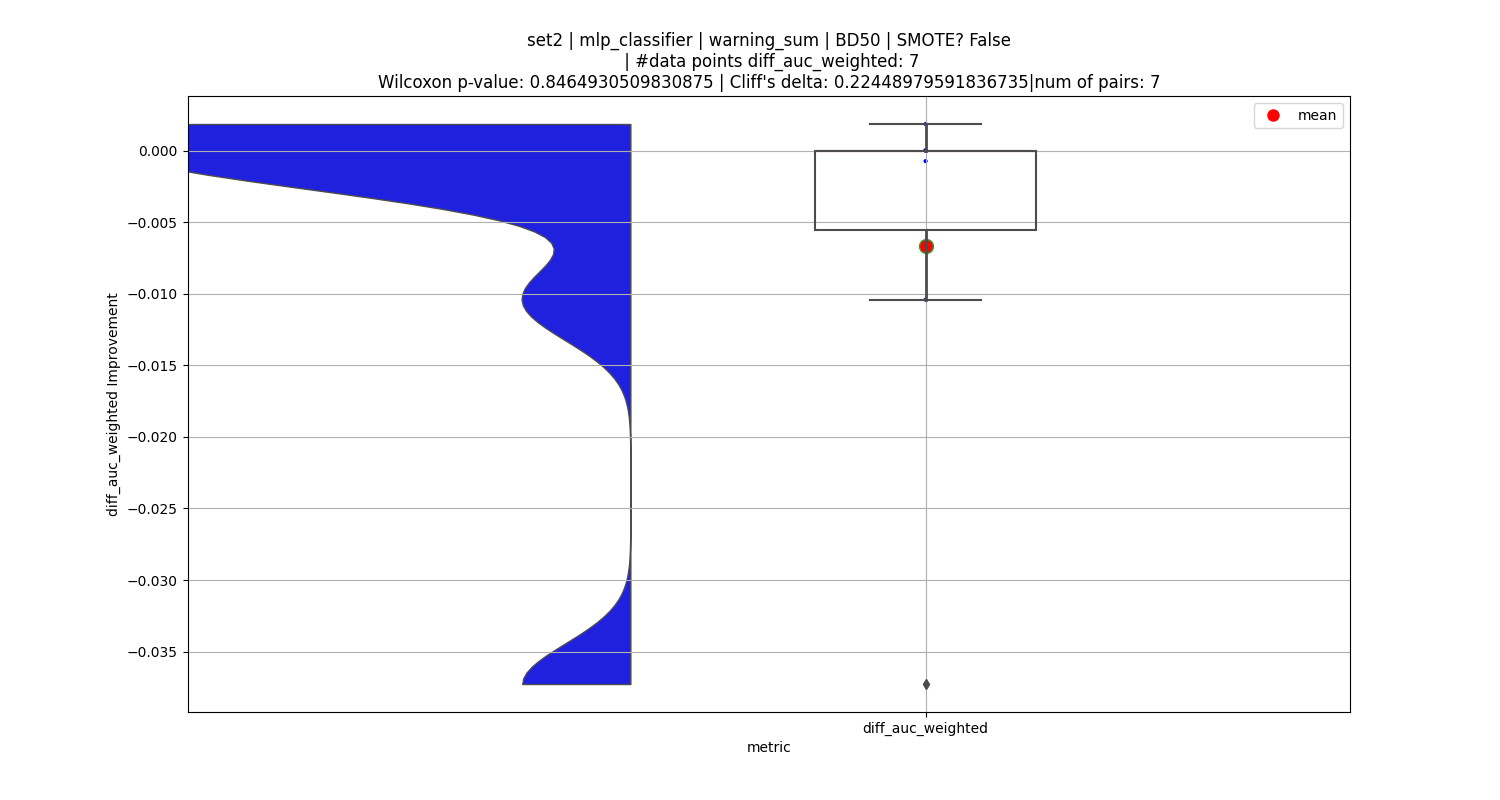 set2 | mlp_classifier | warning_sum | BD50 | SMOTE? False
| #data points diff_auc_weighted: 7
Wilcoxon p-value: 0.8464930509830875 | Cliff's delta: 0.22448979591836735|num of pairs: 7
mean
0.000
−0.005
−0.010
−0.015
−0.020
−0.025
−0.030
−0.035
diff_auc_weighted Improvement
diff_auc_weighted
metric